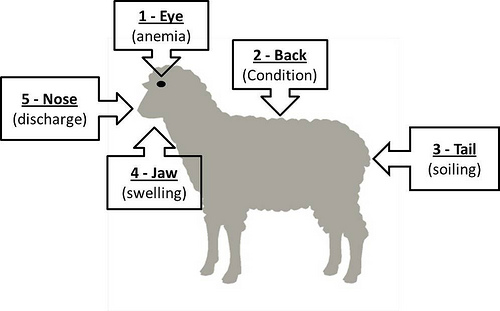 1 - Eye
(anemia)
2 - Back
(Condition)
3 - Tail
(soiling)
4 - Jaw
(swelling)
5 - Nose
(discharge)